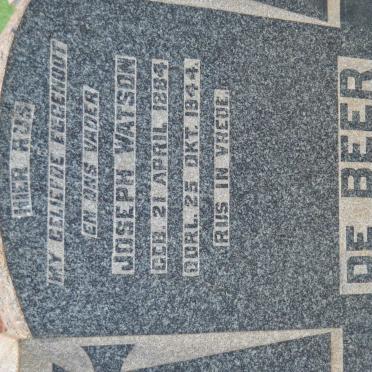 HIER RUS
MY GELIEFDE EGGENOOT
EN ONS VADER
JOSEPH WATSON
GEB. 21 APRIL 1884
OORL. 25 OKT. 1944.
RUS IN VREDE
DE BEER